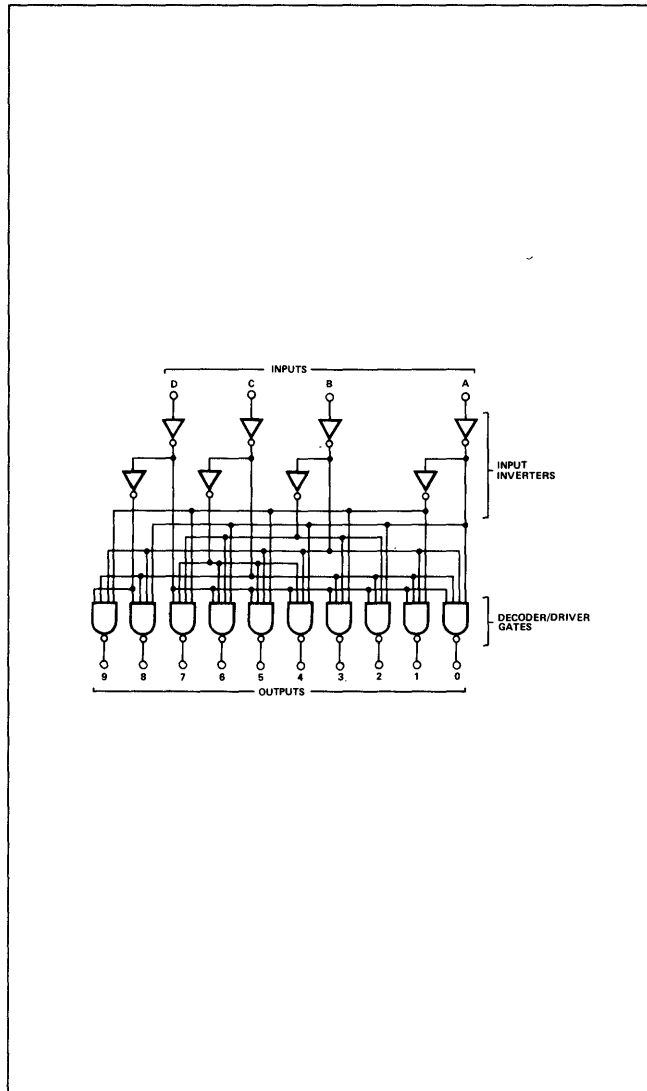 INPUTS
D C B A
INPUT
INVERTERS
DECODER/DRIVER
GATES
9 8 7 6 5 4 3 2 1 0
OUTPUTS